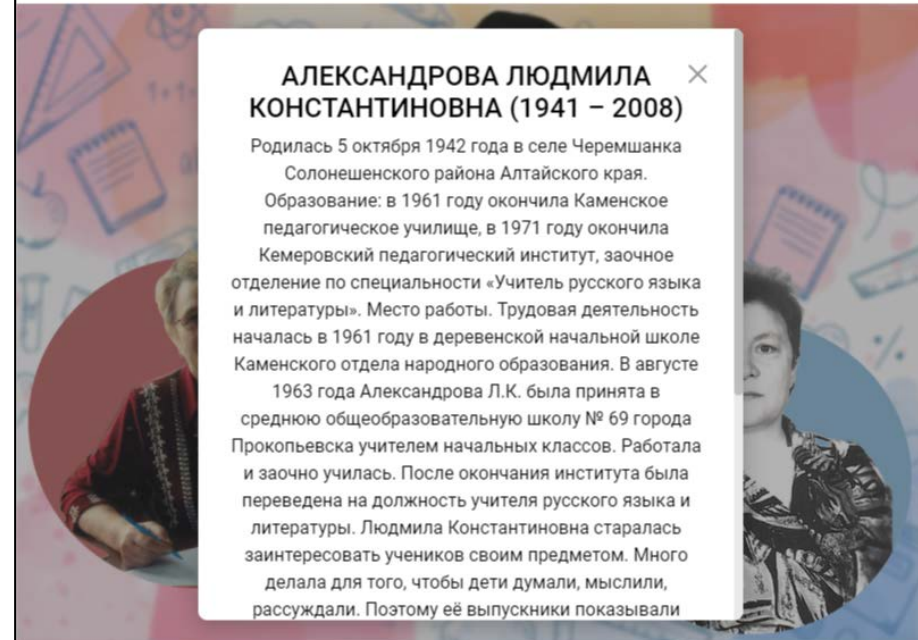 АЛЕКСАНДРОВА ЛЮДМИЛА
КОНСТАНТИНОВНА (1941 – 2008)
Родилась 5 октября 1942 года в селе Черемшанка
Солонешенского района Алтайского края.
Образование: в 1961 году окончила Каменское
педагогическое училище, в 1971 году окончила
Кемеровский педагогический институт, заочное
отделение по специальности «Учитель русского языка
и литературы». Место работы. Трудовая деятельность
началась в 1961 году в деревенской начальной школе
Каменского отдела народного образования. В августе
1963 года Александрова Л.К. была принята в
среднюю общеобразовательную школу № 69 города
Прокопьевска учителем начальных классов. Работала
и заочно училась. После окончания института была
переведена на должность учителя русского языка и
литературы. Людмила Константиновна старалась
заинтересовать учеников своим предметом. Много
делала для того, чтобы дети думали, мыслили,
рассуждали. Поэтому её выпускники показывали